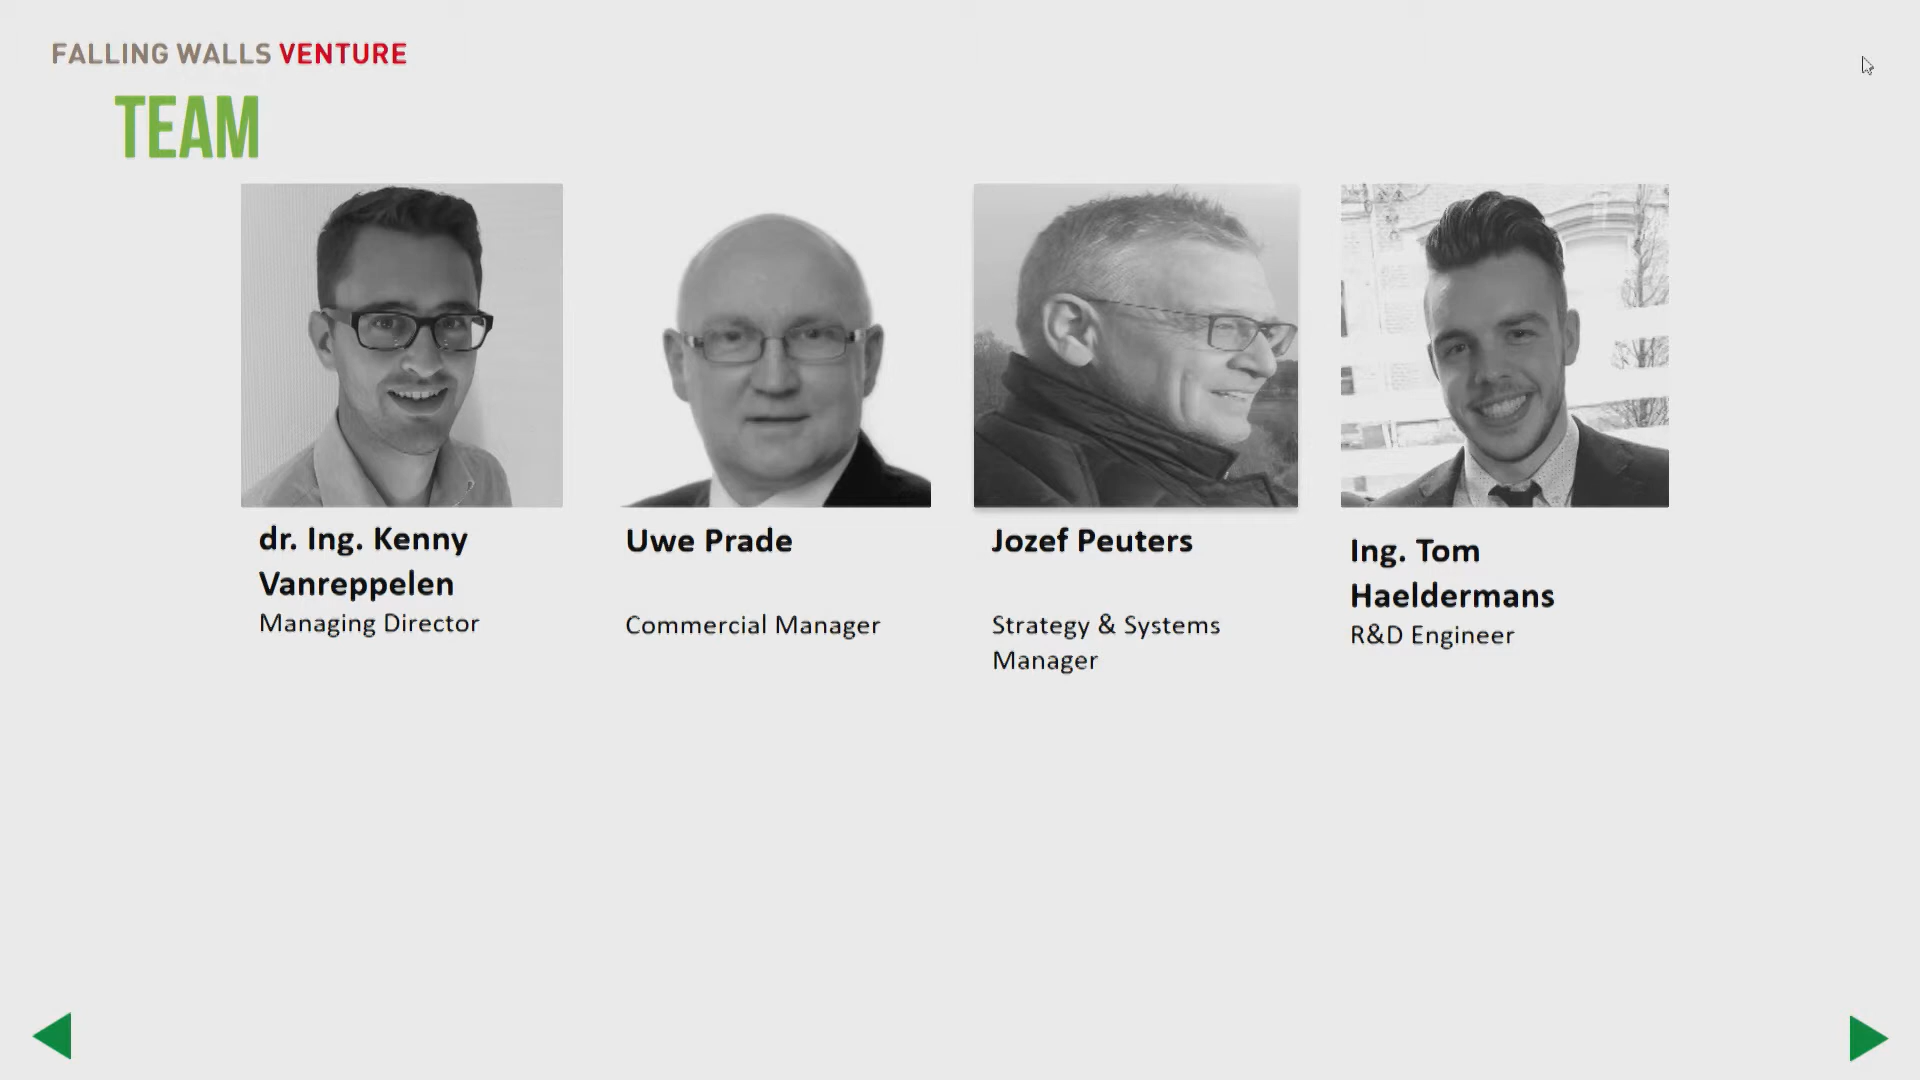 FALLING WALLS VENTURE
TEAM
dr. Ing. Kenny
Vanreppelen
Managing Director
Uwe Prade
Commercial Manager
Jozef Peuters
Strategy & Systems
Manager
Ing. Tom
Haeldermans
R&D Engineer